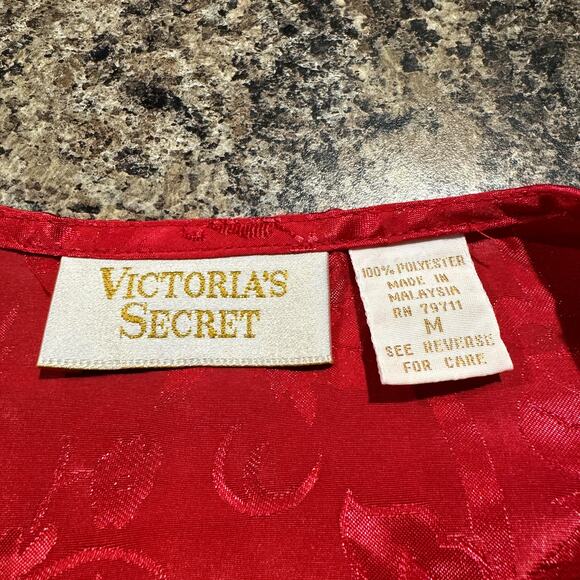 VICTORIA'S
SECRET
100% POLYESTER
MADE IN
MALAYSIA
RN 79711
M
SEE REVERSE
FOR CARE